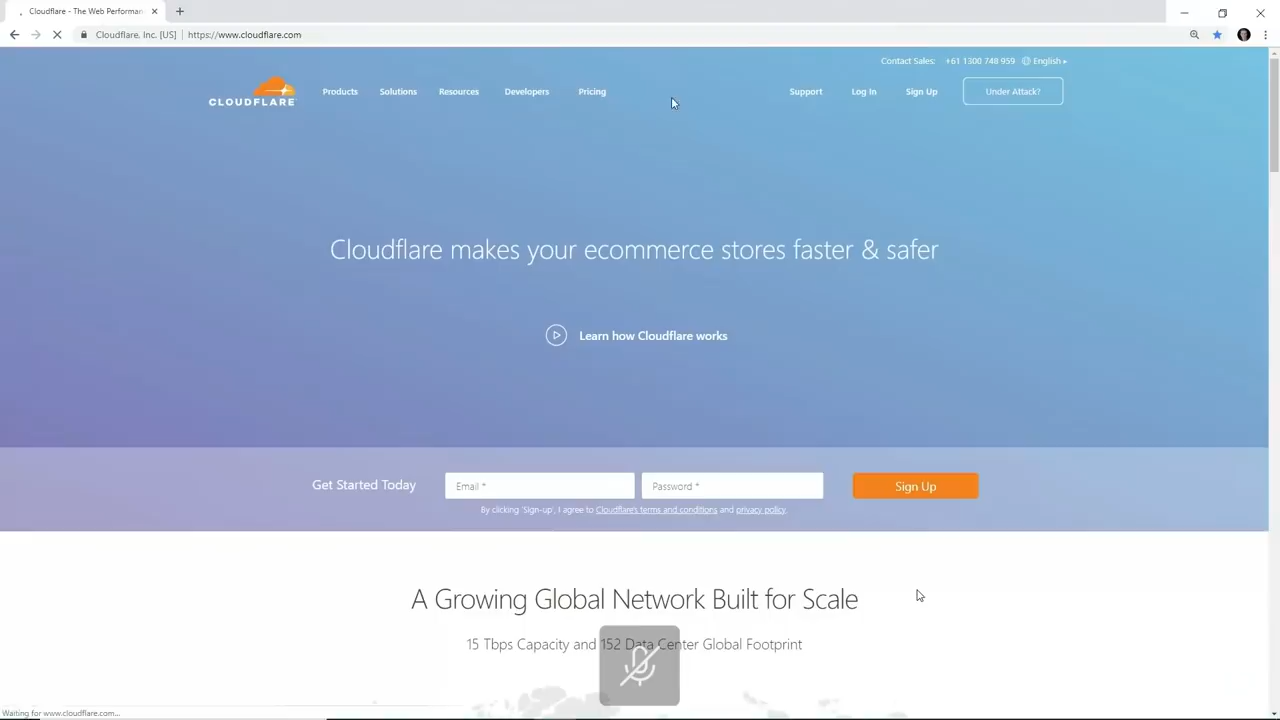 Cloudflare - The Web Performan
Cloudflare, Inc. [US] | https://www.cloudflare.com
Contact Sales: +61 1300 748 959 English
CLOUDFLARE Products Solutions Resources Developers Pricing Support Log In Sign Up Under Attack?
Cloudflare makes your ecommerce stores faster & safer
Learn how Cloudflare works
Get Started Today Email * Password * Sign Up
By clicking 'Sign-up', I agree to Cloudflare's terms and conditions and privacy policy.
A Growing Global Network Built for Scale
15 Tbps Capacity and 152 Data Center Global Footprint
Waiting for www.cloudflare.com...